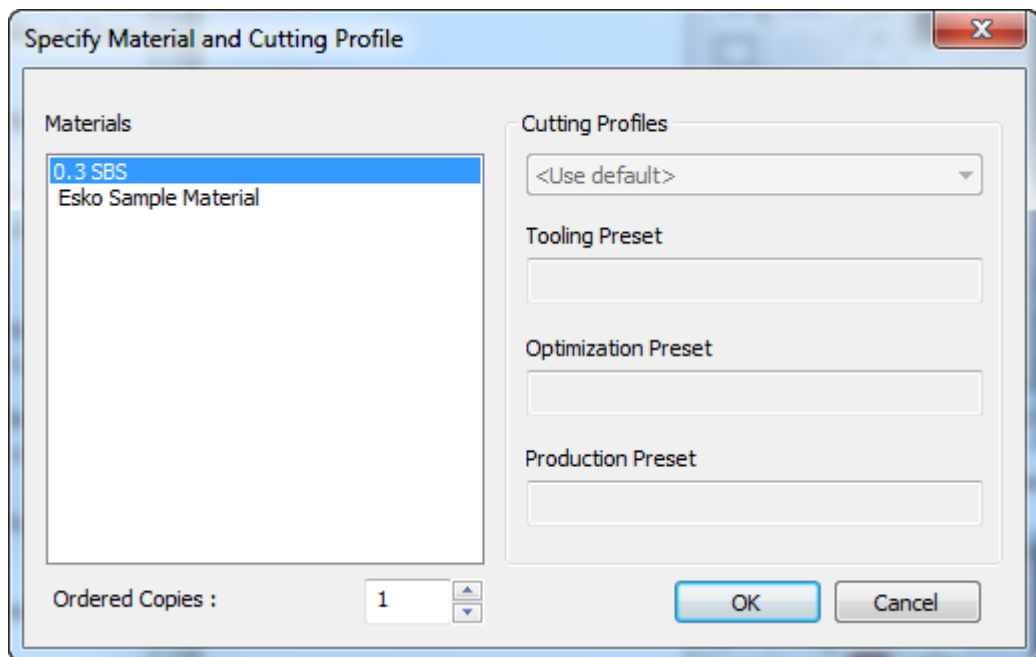 Specify Material and Cutting Profile
Materials
0.3 SBS
Esko Sample Material
Ordered Copies :
1
Cutting Profiles
<Use default>
Tooling Preset
Optimization Preset
Production Preset
OK
Cancel